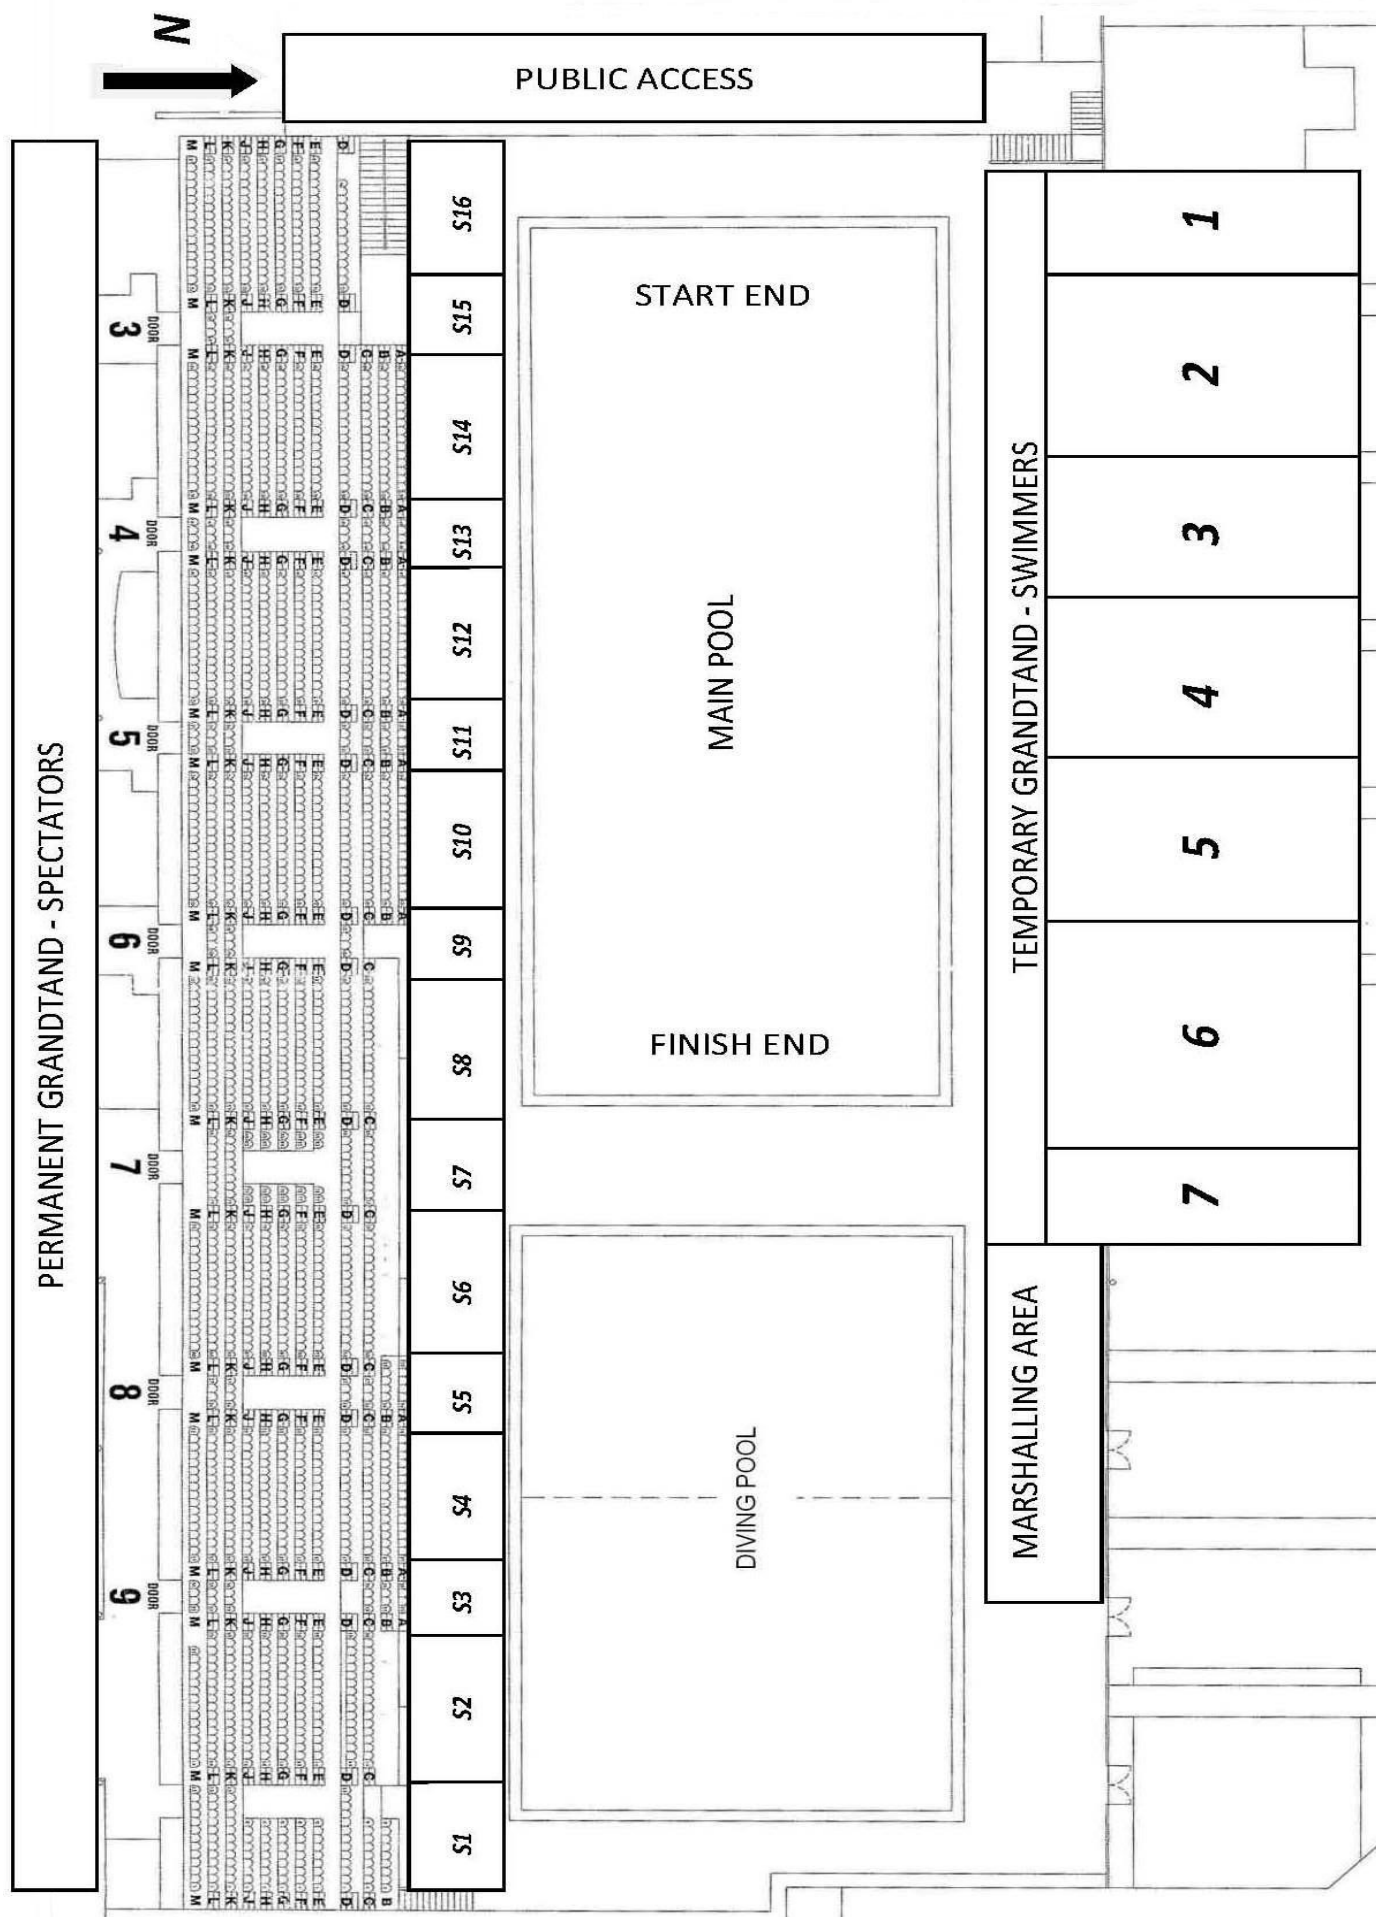 N
PUBLIC ACCESS
PERMANENT GRANDTAND - SPECTATORS
DOOR
3
DOOR
4
DOOR
5
DOOR
6
DOOR
7
DOOR
8
DOOR
9
M L K J H G F E D
M L K J H G F E D
M L K J H G F E D C B A
M L K J H G F E D C B A
M L K J H G F E D C B A
M L K J H G F E D C B A
M L K J H G F E D C B A
M L K J H G F E D C B A
M L K J H G F E D C
M L K J H G F E D C
M L K J H G F E D C
M L K J H G F E D C
M L K J H G F E D C B A
M L K J H G F E D C B A
M L K J H G F E D C B A
M L K J H G F E D C
M L K J H G F E D C B
S16
S15
S14
S13
S12
S11
S10
S9
S8
S7
S6
S5
S4
S3
S2
S1
START END
MAIN POOL
FINISH END
DIVING POOL
TEMPORARY GRANDTAND - SWIMMERS
1
2
3
4
5
6
7
MARSHALLING AREA